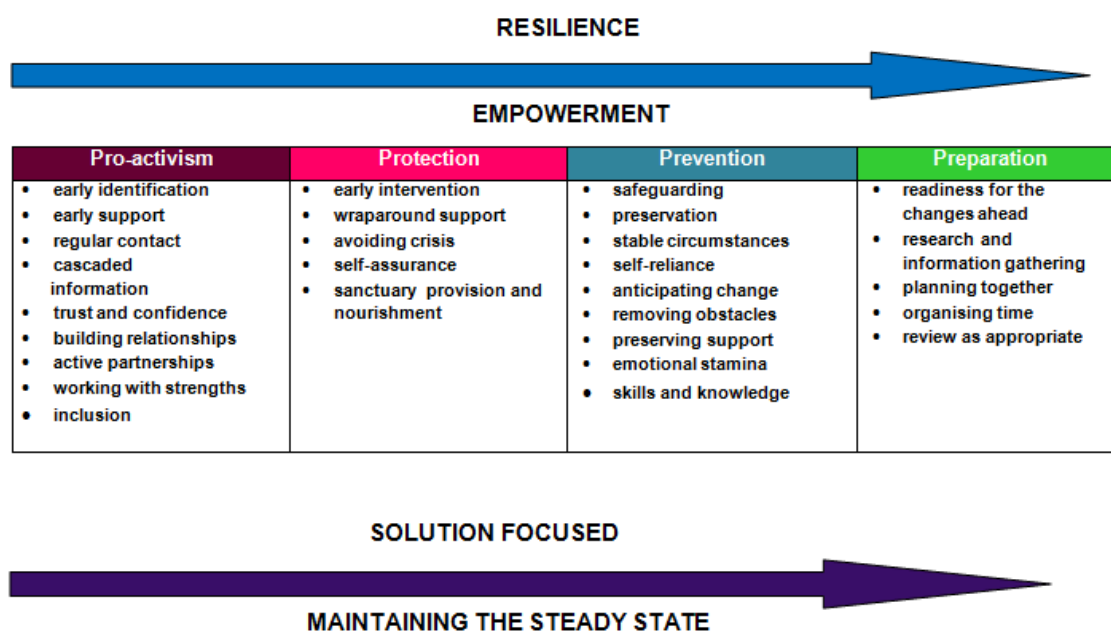 RESILIENCE
EMPOWERMENT
Pro-activism
• early identification
• early support
• regular contact
• cascaded
information
• trust and confidence
• building relationships
• active partnerships
• working with strengths
• inclusion
Protection
• early intervention
• wraparound support
• avoiding crisis
• self-assurance
• sanctuary provision and
nourishment
Prevention
• safeguarding
• preservation
• stable circumstances
• self-reliance
• anticipating change
• removing obstacles
• preserving support
• emotional stamina
• skills and knowledge
Preparation
• readiness for the
changes ahead
• research and
information gathering
• planning together
• organising time
• review as appropriate
SOLUTION FOCUSED
MAINTAINING THE STEADY STATE